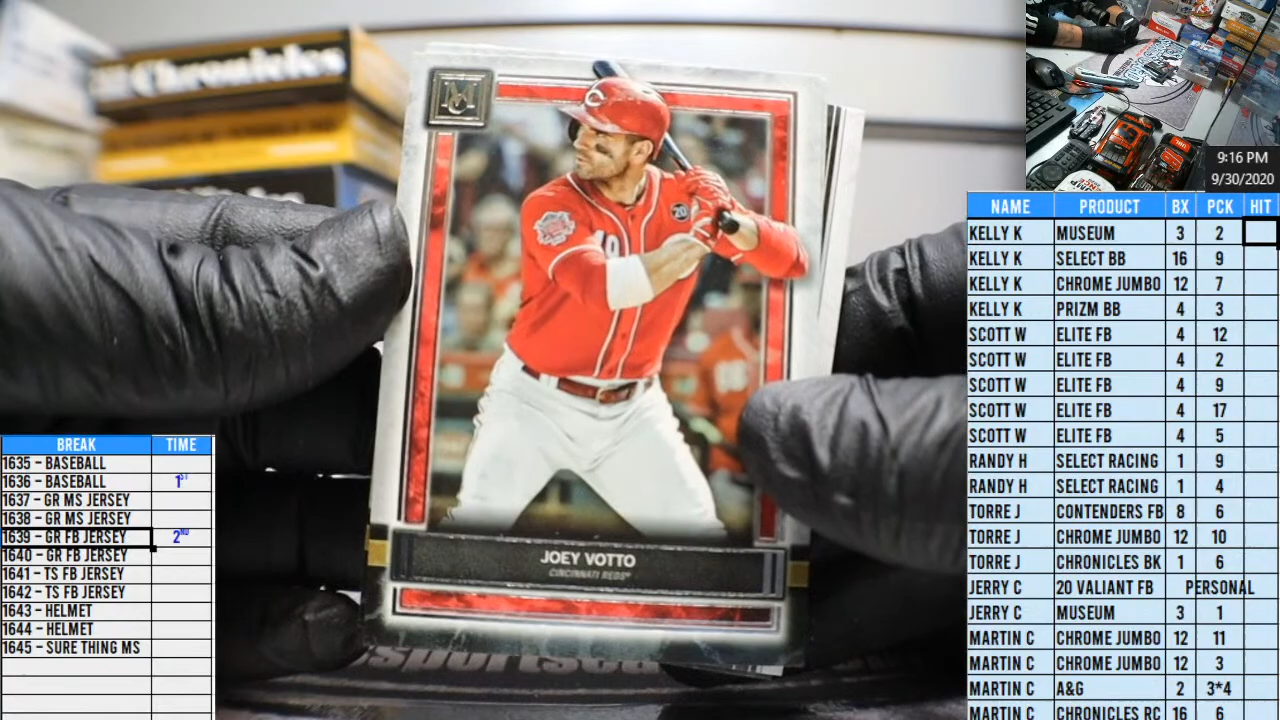 Chronicles
MC
C
20
19
JOEY VOTTO
CINCINNATI REDS®
9:16 PM
9/30/2020
NAME PRODUCT BX PCK HIT
KELLY K MUSEUM 3 2
KELLY K SELECT BB 16 9
KELLY K CHROME JUMBO 12 7
KELLY K PRIZM BB 4 3
SCOTT W ELITE FB 4 12
SCOTT W ELITE FB 4 2
SCOTT W ELITE FB 4 9
SCOTT W ELITE FB 4 17
SCOTT W ELITE FB 4 5
RANDY H SELECT RACING 1 9
RANDY H SELECT RACING 1 4
TORRE J CONTENDERS FB 8 6
TORRE J CHROME JUMBO 12 10
TORRE J CHRONICLES BK 1 6
JERRY C 20 VALIANT FB PERSONAL
JERRY C MUSEUM 3 1
MARTIN C CHROME JUMBO 12 11
MARTIN C CHROME JUMBO 12 3
MARTIN C A&G 2 3*4
MARTIN C CHRONICLES RC 16 6
BREAK TIME
1635 - BASEBALL
1636 - BASEBALL 1ST
1637 - GR MS JERSEY
1638 - GR MS JERSEY
1639 - GR FB JERSEY 2ND
1640 - GR FB JERSEY
1641 - TS FB JERSEY
1642 - TS FB JERSEY
1643 - HELMET
1644 - HELMET
1645 - SURE THING MS